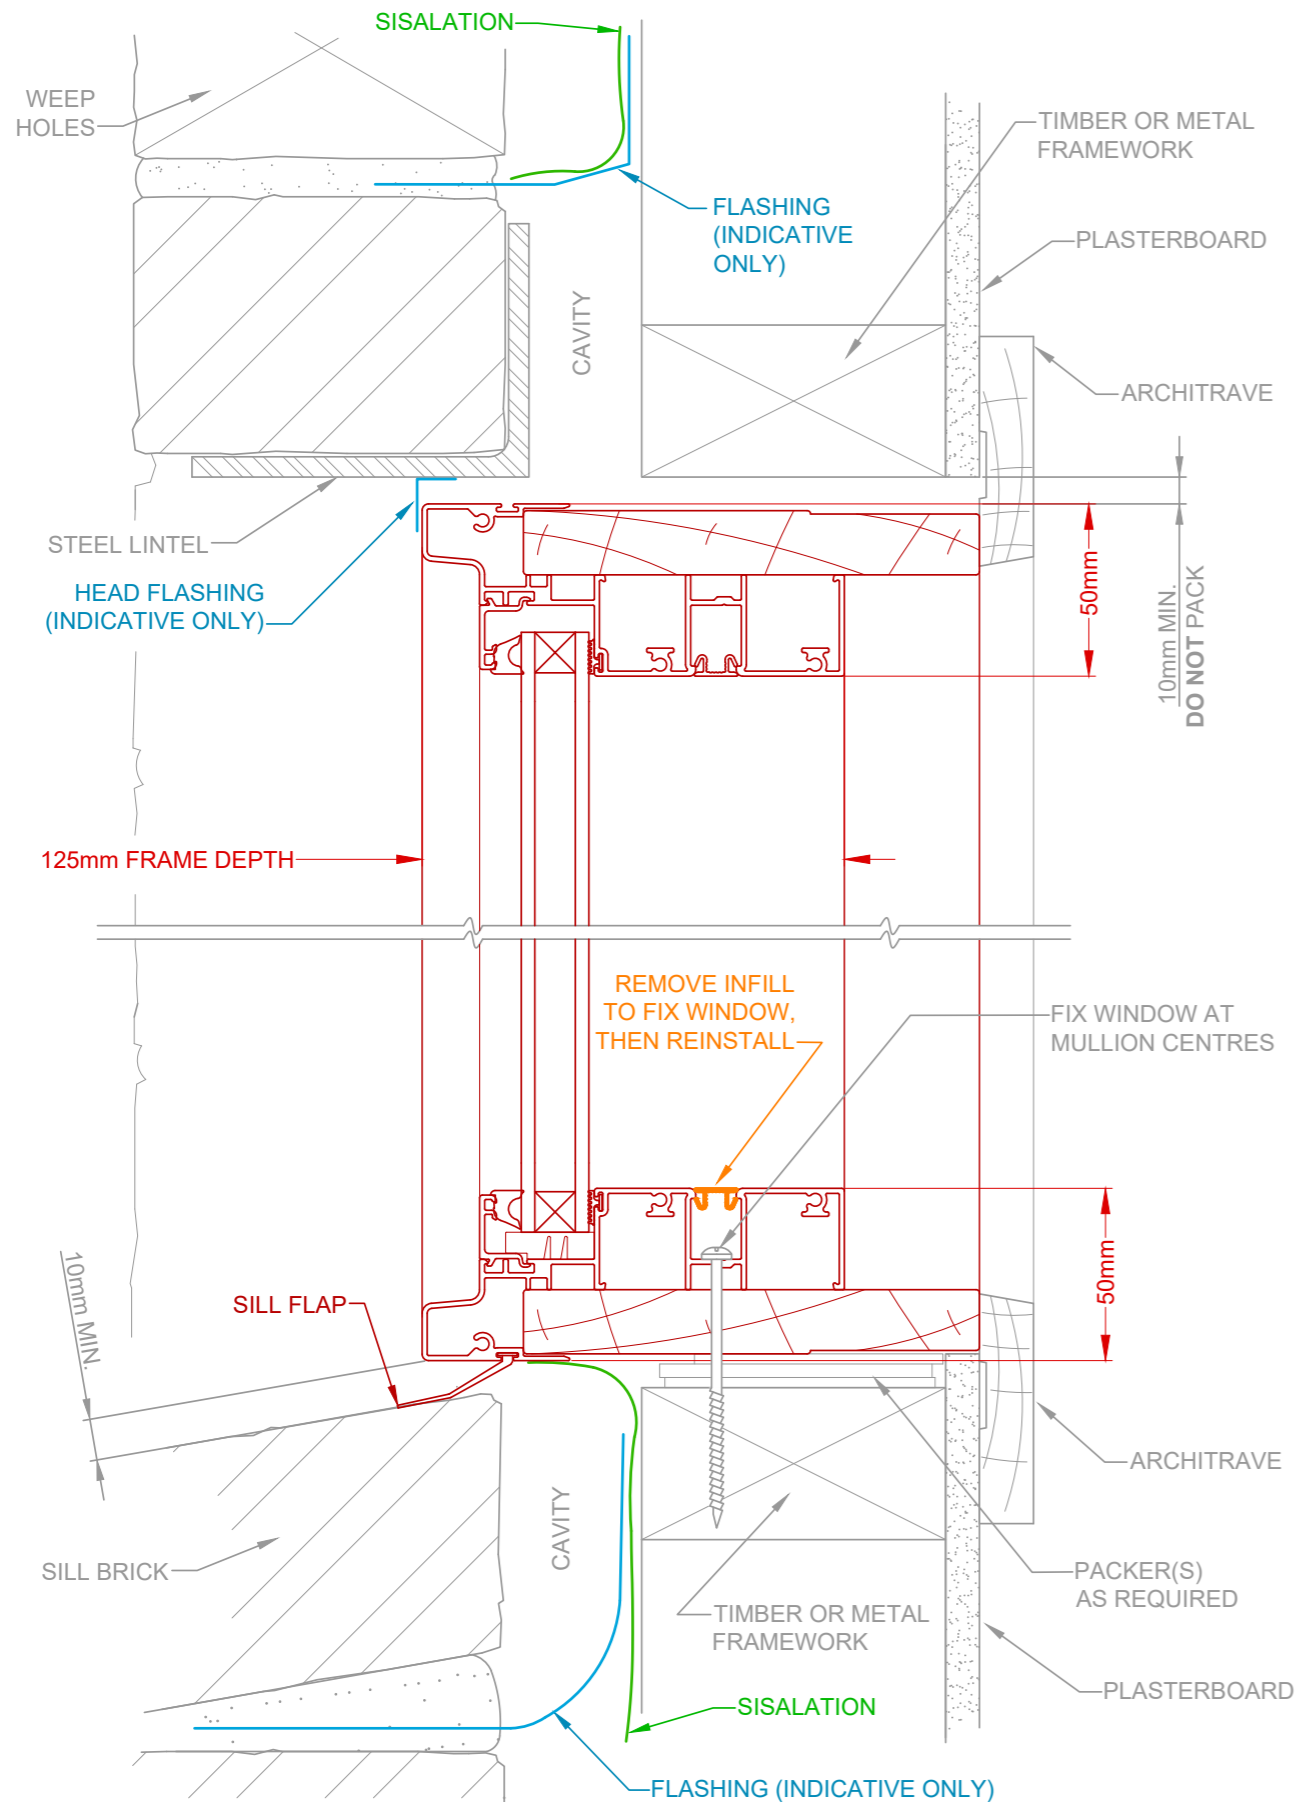 SISALATION
WEEP
HOLES
TIMBER OR METAL
FRAMEWORK
FLASHING
(INDICATIVE
ONLY)
PLASTERBOARD
CAVITY
ARCHITRAVE
STEEL LINTEL
HEAD FLASHING
(INDICATIVE ONLY)
50mm
10mm MIN.
DO NOT PACK
125mm FRAME DEPTH
REMOVE INFILL
TO FIX WINDOW,
THEN REINSTALL
FIX WINDOW AT
MULLION CENTRES
10mm MIN.
SILL FLAP
50mm
ARCHITRAVE
CAVITY
SILL BRICK
PACKER(S)
AS REQUIRED
TIMBER OR METAL
FRAMEWORK
PLASTERBOARD
SISALATION
FLASHING (INDICATIVE ONLY)